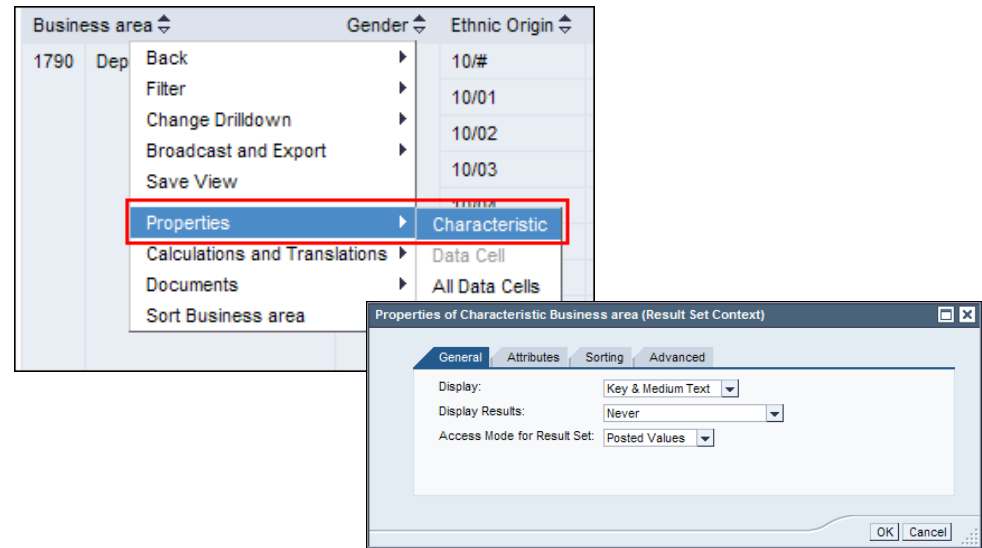 Business area Gender Ethnic Origin
1790 Dep Back 10/#
Filter
10/01
Change Drilldown
10/02
Broadcast and Export
10/03
Save View
10/04
Properties Characteristic
Calculations and Translations Data Cell
Documents All Data Cells
Sort Business area
Properties of Characteristic Business area (Result Set Context)
General Attributes Sorting Advanced
Display: Key & Medium Text
Display Results: Never
Access Mode for Result Set: Posted Values
OK Cancel